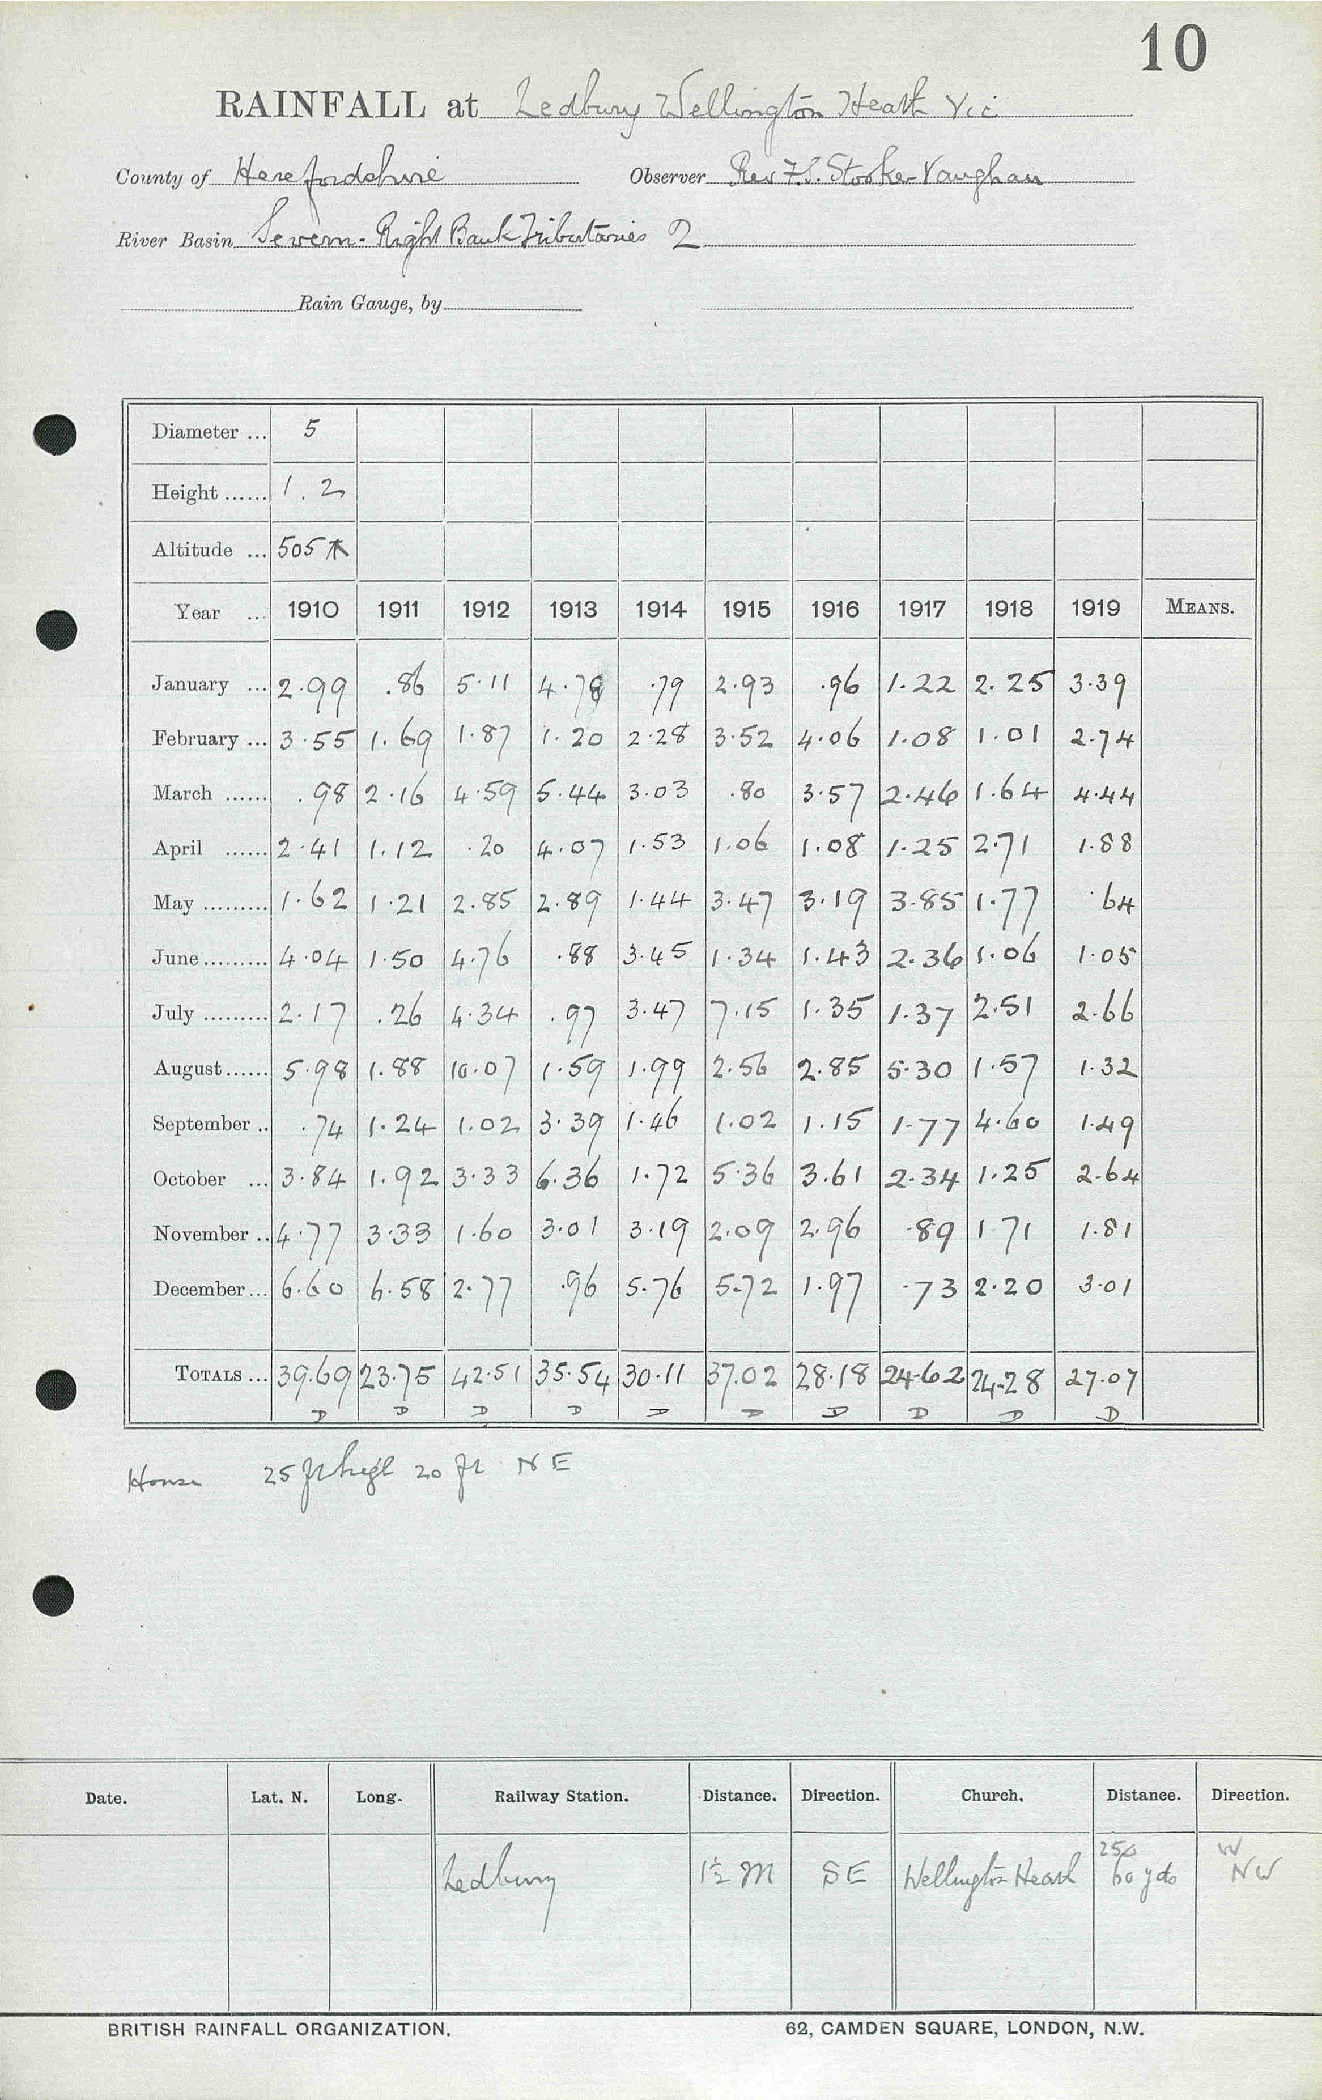 10
RAINFALL at Ledbury Wellington Heath Vic
County of Herefordshire Observer Rev F.S. Stooke-Vaughan
River Basin Severn - Right Bank Tributaries 2
Rain Gauge, by
Diameter ... 5
Height ...... 1.2
Altitude ... 505
Year ... 1910 1911 1912 1913 1914 1915 1916 1917 1918 1919 MEANS.
January ... 2.99 .86 5.11 4.78 .79 2.93 .96 1.22 2.25 3.39
February ... 3.55 1.69 1.87 1.20 2.28 3.52 4.06 1.08 1.01 2.74
March ...... .98 2.16 4.59 5.44 3.03 .80 3.57 2.46 1.64 4.44
April ...... 2.41 1.12 .20 4.07 1.53 1.06 1.08 1.25 2.71 1.88
May ......... 1.62 1.21 2.85 2.89 1.44 3.47 3.19 3.85 1.77 .64
June ......... 4.04 1.50 4.76 .88 3.45 1.34 1.43 2.36 1.06 1.05
July ......... 2.17 .26 4.34 .97 3.47 7.15 1.35 1.37 2.51 2.66
August ...... 5.98 1.88 10.07 1.59 1.99 2.56 2.85 5.30 1.57 1.32
September .. .74 1.24 1.02 3.39 1.46 1.02 1.15 1.77 4.60 1.49
October ... 3.84 1.92 3.33 6.36 1.72 5.36 3.61 2.34 1.25 2.64
November .. 4.77 3.33 1.60 3.01 3.19 2.09 2.96 .89 1.71 1.81
December ... 6.60 6.58 2.77 .96 5.76 5.72 1.97 .73 2.20 3.01
TOTALS ... 39.69 23.75 42.51 35.54 30.11 37.02 28.18 24.62 24.28 27.07
D D D D D D D D D D
House 25 ft high 20 ft NE
Date. Lat. N. Long. Railway Station. Distance. Direction. Church. Distance. Direction.
250 W
Ledbury 1½ M SE Wellington Heath 60 yds NW
BRITISH RAINFALL ORGANIZATION. 62, CAMDEN SQUARE, LONDON, N.W.